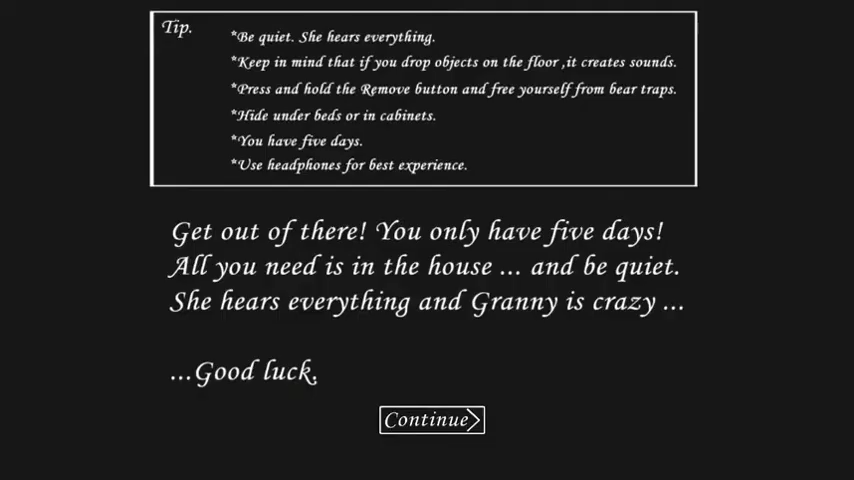 Tip.
*Be quiet. She hears everything.
*Keep in mind that if you drop objects on the floor ,it creates sounds.
*Press and hold the Remove button and free yourself from bear traps.
*Hide under beds or in cabinets.
*You have five days.
*Use headphones for best experience.
Get out of there! You only have five days!
All you need is in the house ... and be quiet.
She hears everything and Granny is crazy ...
...Good luck.
Continue